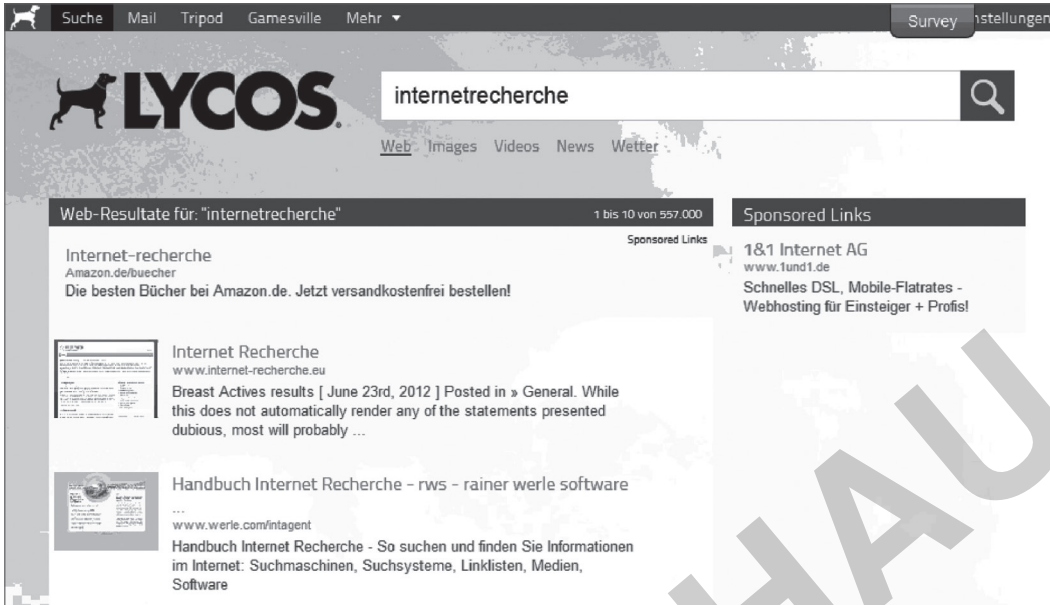 Suche Mail Tripod Gamesville Mehr
Survey nstellungen
LYCOS
internetrecherche
Web Images Videos News Wetter
Web-Resultate für: "internetrecherche" 1 bis 10 von 557.000
Sponsored Links
Internet-recherche
Amazon.de/buecher
Die besten Bücher bei Amazon.de. Jetzt versandkostenfrei bestellen!
Internet Recherche
www.internet-recherche.eu
Breast Actives results [ June 23rd, 2012 ] Posted in » General. While
this does not automatically render any of the statements presented
dubious, most will probably ...
Handbuch Internet Recherche - rws - rainer werle software
...
www.werle.com/intagent
Handbuch Internet Recherche - So suchen und finden Sie Informationen
im Internet: Suchmaschinen, Suchsysteme, Linklisten, Medien,
Software
Sponsored Links
1&1 Internet AG
www.1und1.de
Schnelles DSL, Mobile-Flatrates -
Webhosting für Einsteiger + Profis!
HAU